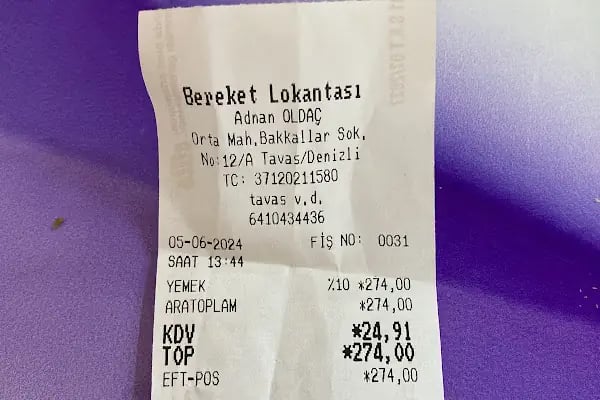 Bereket Lokantası
Adnan OLDAÇ
Orta Mah.Bakkallar Sok.
No:12/A Tavas/Denizli
TC: 37120211580
tavas v.d.
6410434436
05-06-2024 FİŞ NO: 0031
SAAT 13:44
YEMEK %10 *274,00
ARATOPLAM *274,00
KDV *24,91
TOP *274,00
EFT-POS *274,00